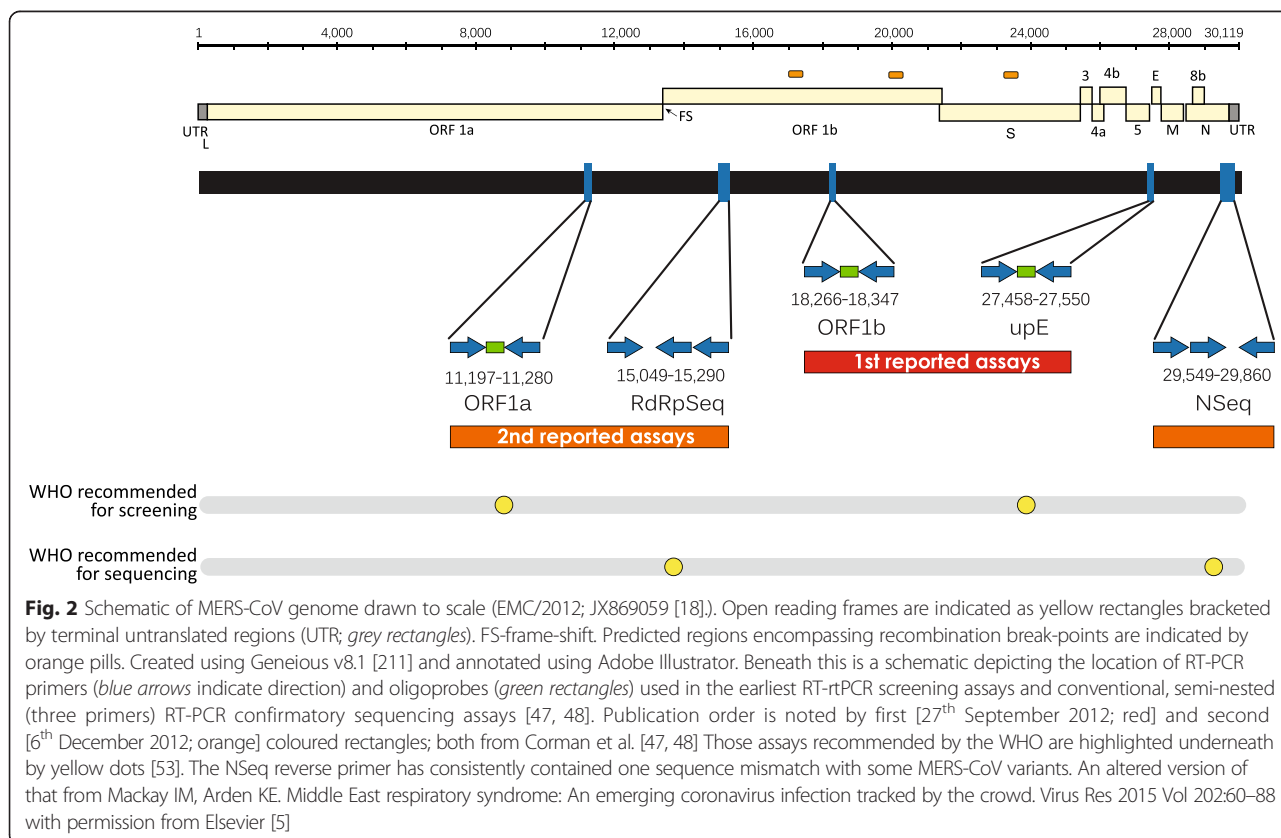 1 4,000 8,000 12,000 16,000 20,000 24,000 28,000 30,119
3 4b E 8b
UTR L ORF 1a FS ORF 1b S 4a 5 M N UTR
18,266-18,347 27,458-27,550
ORF1b upE
1st reported assays
11,197-11,280 15,049-15,290 29,549-29,860
ORF1a RdRpSeq NSeq
2nd reported assays
WHO recommended
for screening
WHO recommended
for sequencing
Fig. 2 Schematic of MERS-CoV genome drawn to scale (EMC/2012; JX869059 [18].). Open reading frames are indicated as yellow rectangles bracketed
by terminal untranslated regions (UTR; grey rectangles). FS-frame-shift. Predicted regions encompassing recombination break-points are indicated by
orange pills. Created using Geneious v8.1 [211] and annotated using Adobe Illustrator. Beneath this is a schematic depicting the location of RT-PCR
primers (blue arrows indicate direction) and oligoprobes (green rectangles) used in the earliest RT-rtPCR screening assays and conventional, semi-nested
(three primers) RT-PCR confirmatory sequencing assays [47, 48]. Publication order is noted by first [27th September 2012; red] and second
[6th December 2012; orange] coloured rectangles; both from Corman et al. [47, 48] Those assays recommended by the WHO are highlighted underneath
by yellow dots [53]. The NSeq reverse primer has consistently contained one sequence mismatch with some MERS-CoV variants. An altered version of
that from Mackay IM, Arden KE. Middle East respiratory syndrome: An emerging coronavirus infection tracked by the crowd. Virus Res 2015 Vol 202:60–88
with permission from Elsevier [5]